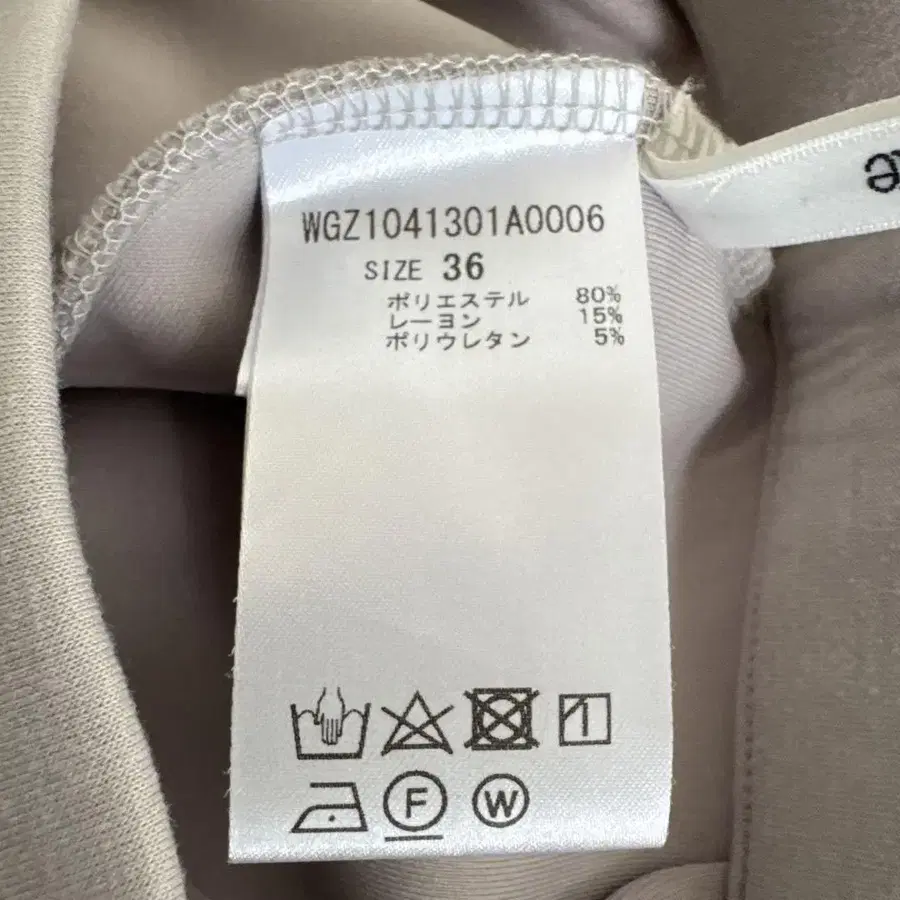 WGZ1041301A0006
SIZE 36
ポリエステル 80%
レーヨン 15%
ポリウレタン 5%
F W